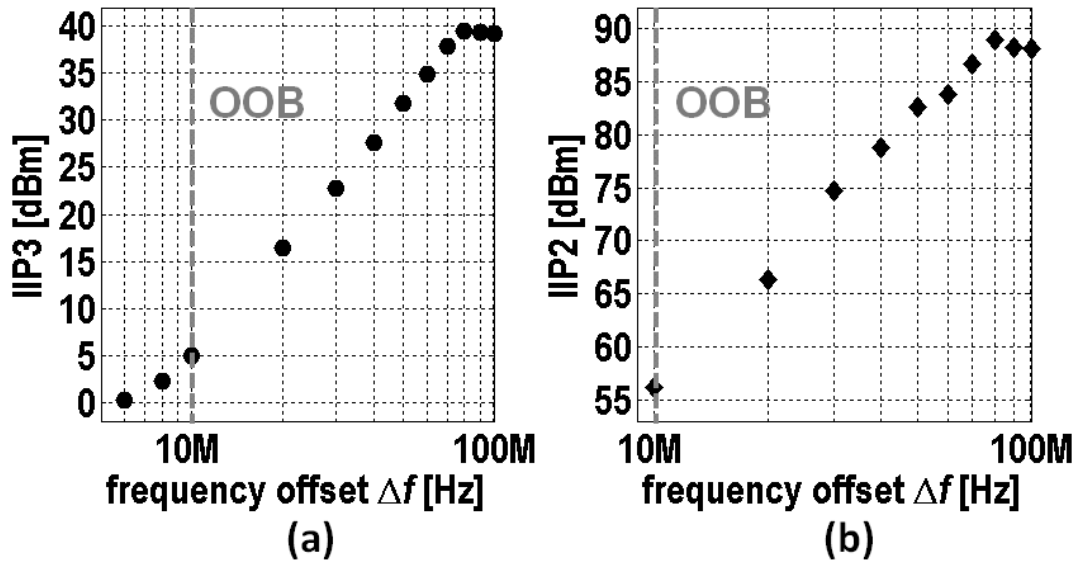 40
35
30
25
20
15
10
5
0
IIP3 [dBm]
OOB
10M
100M
frequency offset Δf [Hz]
(a)
90
85
80
75
70
65
60
55
IIP2 [dBm]
OOB
10M
100M
frequency offset Δf [Hz]
(b)